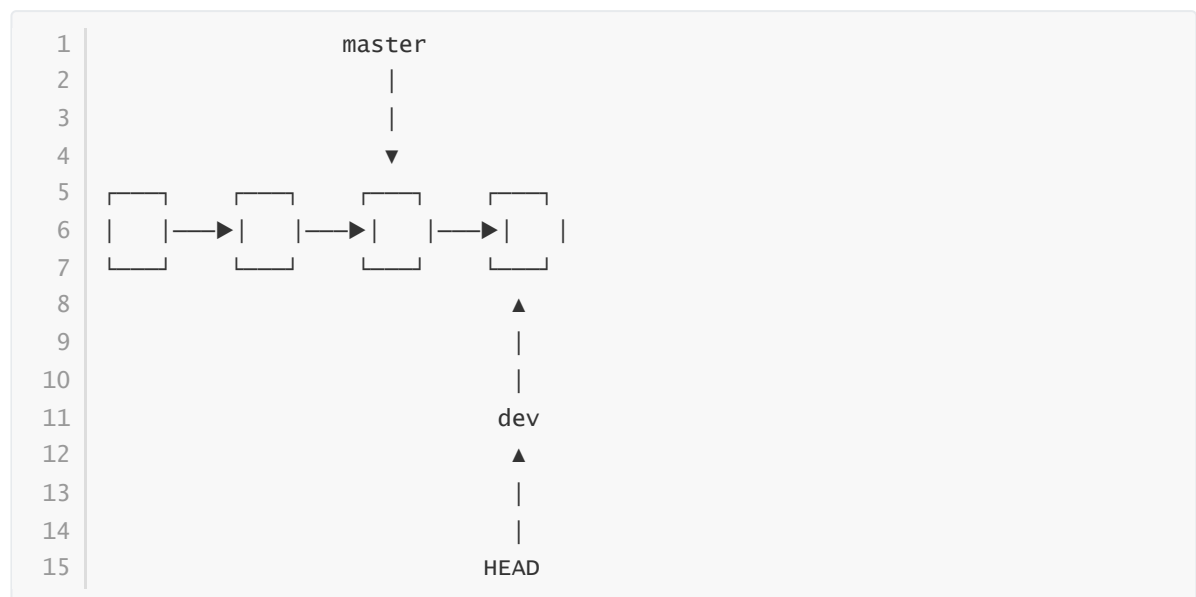 1 master
2 │
3 │
4 ▼
5 ┌───┐    ┌───┐    ┌───┐    ┌───┐
6 │   │───▶│   │───▶│   │───▶│   │
7 └───┘    └───┘    └───┘    └───┘
8 ▲
9 │
10 │
11 dev
12 ▲
13 │
14 │
15 HEAD